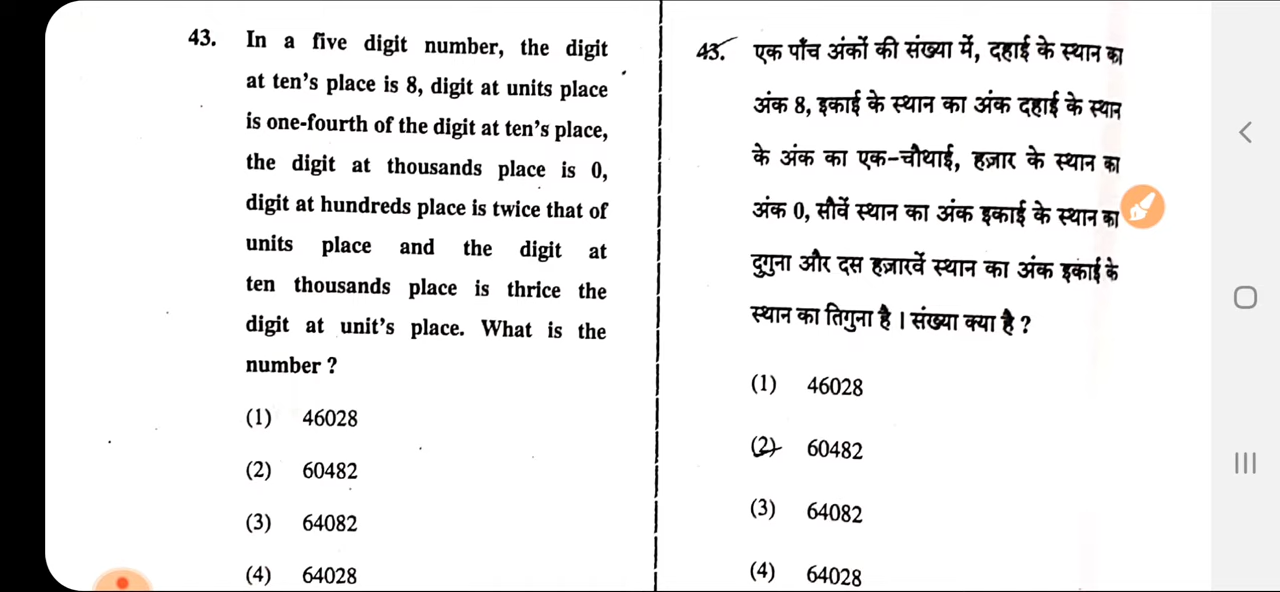 43. In a five digit number, the digit
at ten's place is 8, digit at units place
is one-fourth of the digit at ten's place,
the digit at thousands place is 0,
digit at hundreds place is twice that of
units place and the digit at
ten thousands place is thrice the
digit at unit's place. What is the
number ?
(1) 46028
(2) 60482
(3) 64082
(4) 64028
43. एक पाँच अंकों की संख्या में, दहाई के स्थान का
अंक 8, इकाई के स्थान का अंक दहाई के स्थान
के अंक का एक-चौथाई, हज़ार के स्थान का
अंक 0, सौवें स्थान का अंक इकाई के स्थान का
दुगुना और दस हज़ारवें स्थान का अंक इकाई के
स्थान का तिगुना है । संख्या क्या है ?
(1) 46028
(2) 60482
(3) 64082
(4) 64028